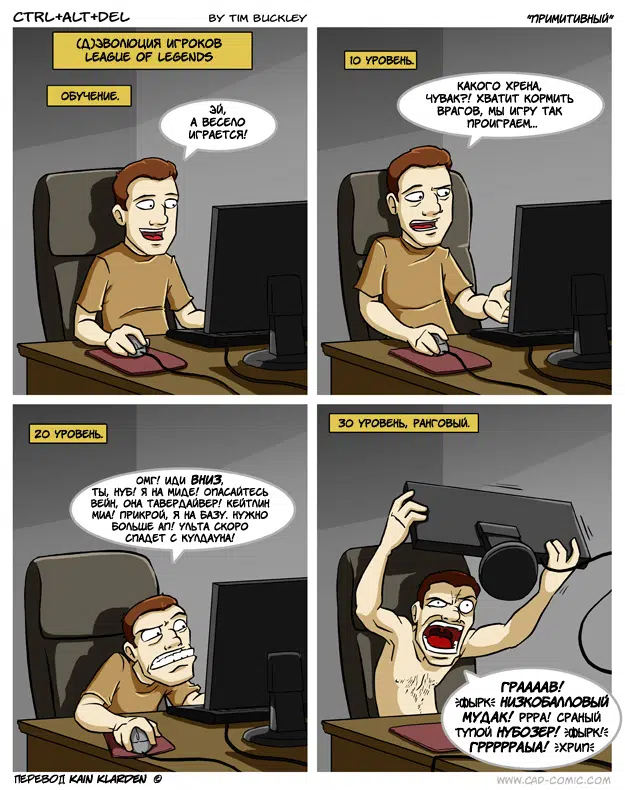 CTRL+ALT+DEL
BY TIM BUCKLEY
"ПРИМИТИВНЫЙ"
(Д)ЭВОЛЮЦИЯ ИГРОКОВ
LEAGUE OF LEGENDS
ОБУЧЕНИЕ.
ЭЙ,
А ВЕСЕЛО
ИГРАЕТСЯ!
10 УРОВЕНЬ.
КАКОГО ХРЕНА,
ЧУВАК?! ХВАТИТ КОРМИТЬ
ВРАГОВ, МЫ ИГРУ ТАК
ПРОИГРАЕМ...
20 УРОВЕНЬ.
ОМГ! ИДИ ВНИЗ,
ТЫ, НУБ! Я НА МИДЕ! ОПАСАЙТЕСЬ
ВЕЙН, ОНА ТАВЕРДАЙВЕР! КЕЙТЛИН
МИА! ПРИКРОЙ, Я НА БАЗУ. НУЖНО
БОЛЬШЕ АП! УЛЬТА СКОРО
СПАДЕТ С КУЛДАУНА!
30 УРОВЕНЬ, РАНГОВЫЙ.
ГРАААAВ!
ФЫРК НИЗКОБАЛЛОВЫЙ
МУДАК! РРРА! СРАНЫЙ
ТУПОЙ НУБОЗЕР! ФЫРК!
ГРРРРРАЫА! ХРИП
ПЕРЕВОД KAIN KLARDEN ©
WWW.CAD-COMIC.COM